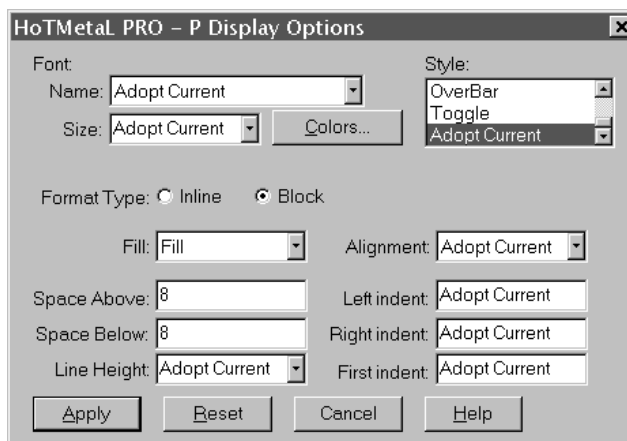 HoTMetaL PRO - P Display Options
Font: Style:
Name: Adopt Current OverBar
Toggle
Size: Adopt Current Colors... Adopt Current
Format Type: Inline Block
Fill: Fill Alignment: Adopt Current
Space Above: 8 Left indent: Adopt Current
Space Below: 8 Right indent: Adopt Current
Line Height: Adopt Current First indent: Adopt Current
Apply Reset Cancel Help